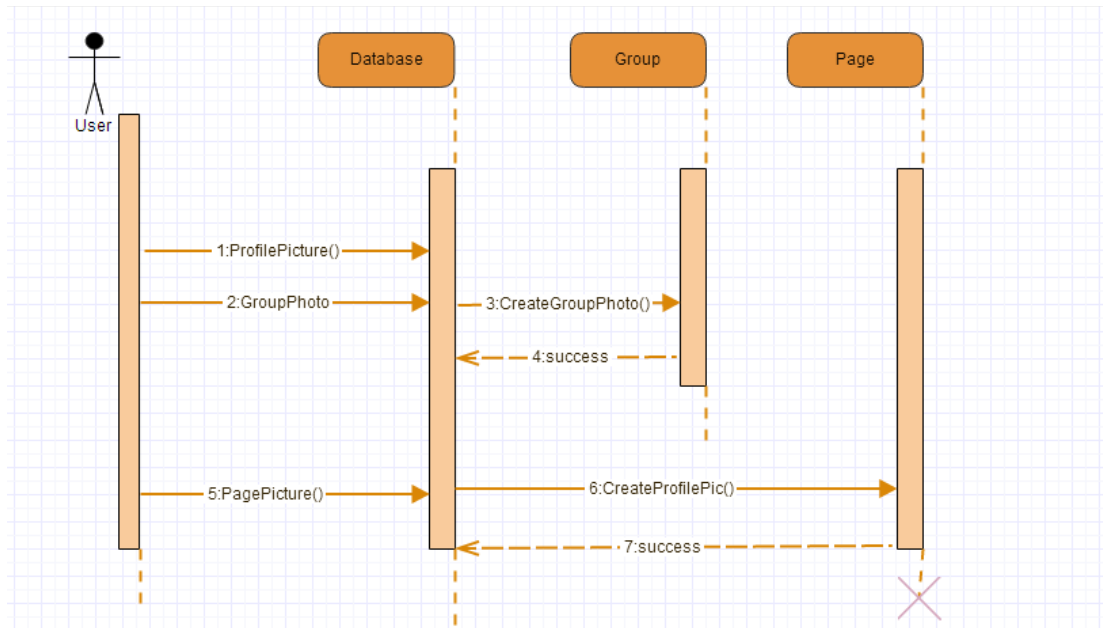 Database
Group
Page
User
1:ProfilePicture()
2:GroupPhoto
3:CreateGroupPhoto()
4:success
5:PagePicture()
6:CreateProfilePic()
7:success